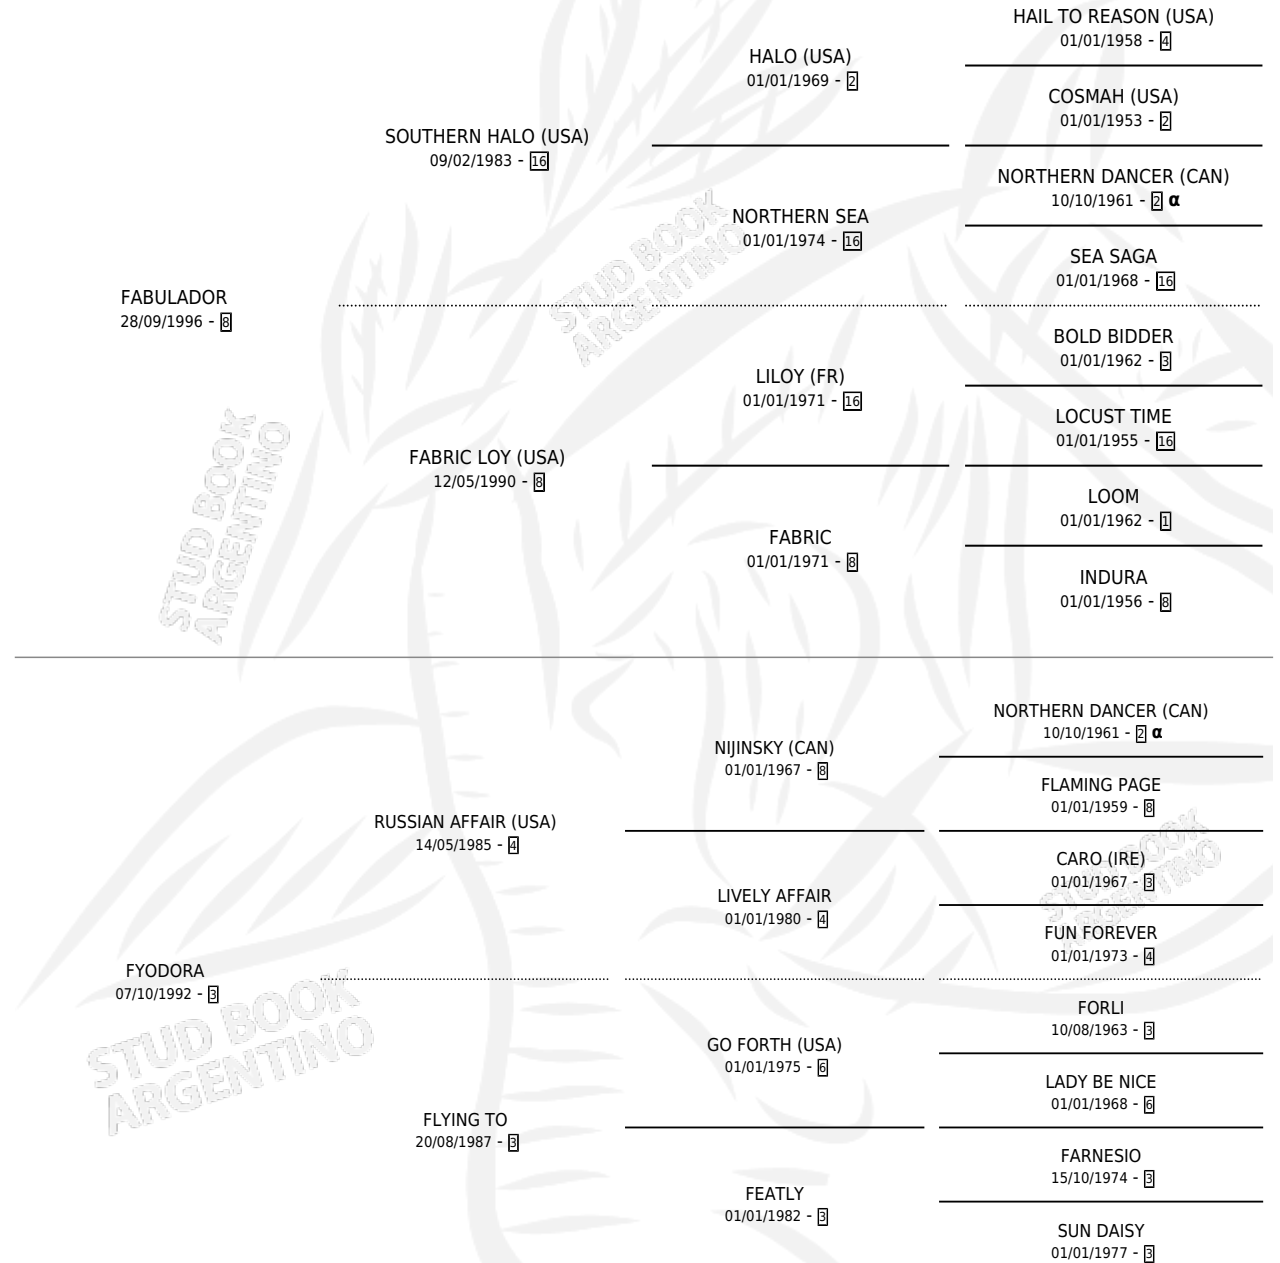 HAIL TO REASON (USA)
01/01/1958 - 4
HALO (USA)
01/01/1969 - 2
COSMAH (USA)
01/01/1953 - 2
SOUTHERN HALO (USA)
09/02/1983 - 16
NORTHERN DANCER (CAN)
10/10/1961 - 2 α
NORTHERN SEA
01/01/1974 - 16
SEA SAGA
01/01/1968 - 16
FABULADOR
28/09/1996 - 8
BOLD BIDDER
01/01/1962 - 3
LILOY (FR)
01/01/1971 - 16
LOCUST TIME
01/01/1955 - 16
FABRIC LOY (USA)
12/05/1990 - 8
LOOM
01/01/1962 - 1
FABRIC
01/01/1971 - 8
INDURA
01/01/1956 - 8
NORTHERN DANCER (CAN)
10/10/1961 - 2 α
NIJINSKY (CAN)
01/01/1967 - 8
FLAMING PAGE
01/01/1959 - 8
RUSSIAN AFFAIR (USA)
14/05/1985 - 4
CARO (IRE)
01/01/1967 - 3
LIVELY AFFAIR
01/01/1980 - 4
FUN FOREVER
01/01/1973 - 4
FYODORA
07/10/1992 - 3
FORLI
10/08/1963 - 3
GO FORTH (USA)
01/01/1975 - 6
LADY BE NICE
01/01/1968 - 6
FLYING TO
20/08/1987 - 3
FARNESIO
15/10/1974 - 3
FEATLY
01/01/1982 - 3
SUN DAISY
01/01/1977 - 3
STUD BOOK
ARGENTINO
STUD BOOK
ARGENTINO
STUD BOOK
ARGENTINO
STUD BOOK
ARGENTINO